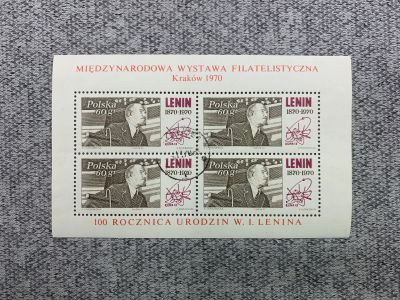 MIĘDZYNARODOWA WYSTAWA FILATELISTYCZNA
Kraków 1970
Polska
60 gr
LENIN
1870-1970
Polska
60 gr
LENIN
1870-1970
Polska
60 gr
LENIN
1870-1970
Polska
60 gr
LENIN
1870-1970
100 ROCZNICA URODZIN W. I. LENINA